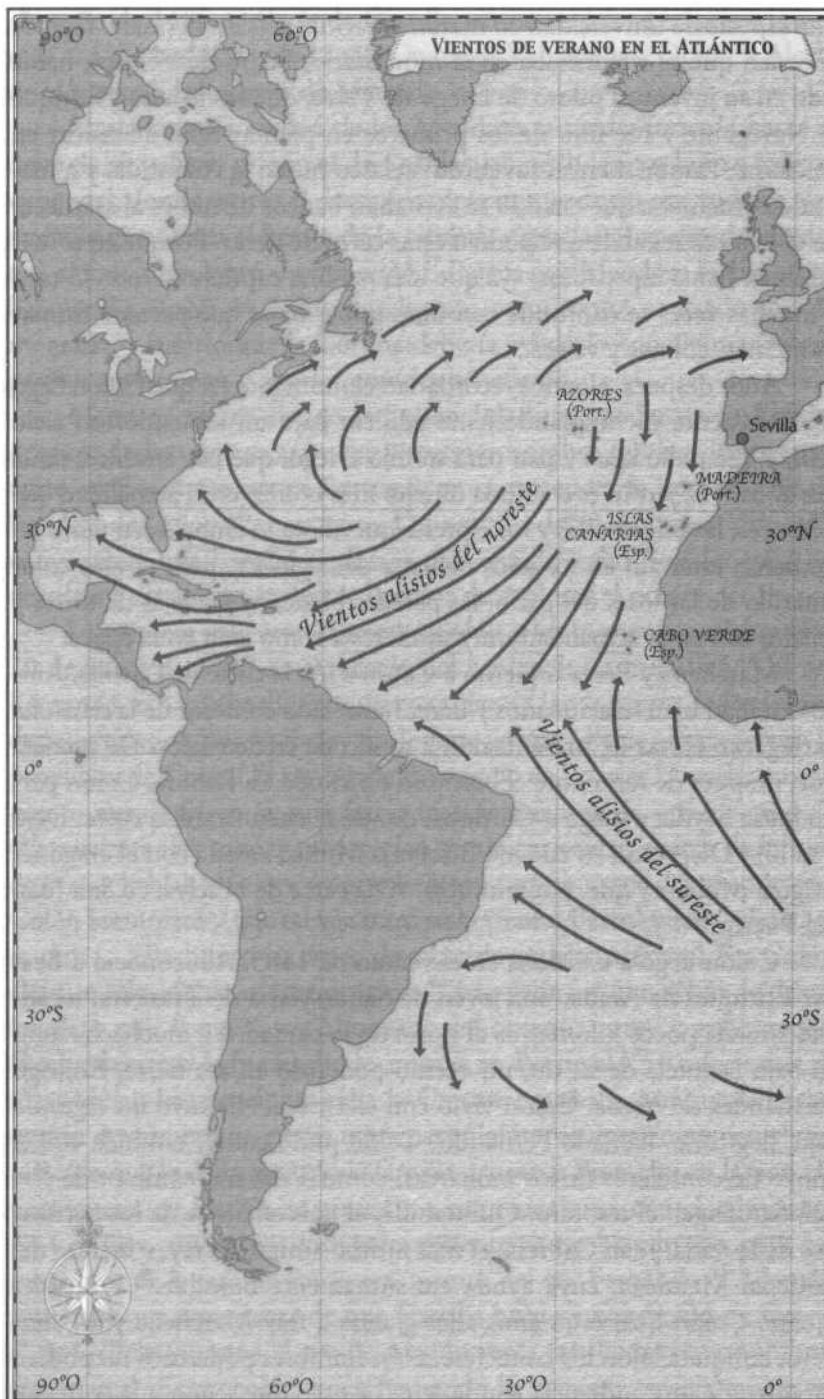 90°O
60°O
VIENTOS DE VERANO EN EL ATLÁNTICO
AZORES
(Port.)
Sevilla
MADEIRA
(Port.)
30°N
ISLAS
CANARIAS
(Esp.)
30°N
Vientos alisios del noreste
CABO VERDE
(Esp.)
0°
0°
Vientos alisios del sureste
30°S
30°S
90°O
60°O
30°O
0°